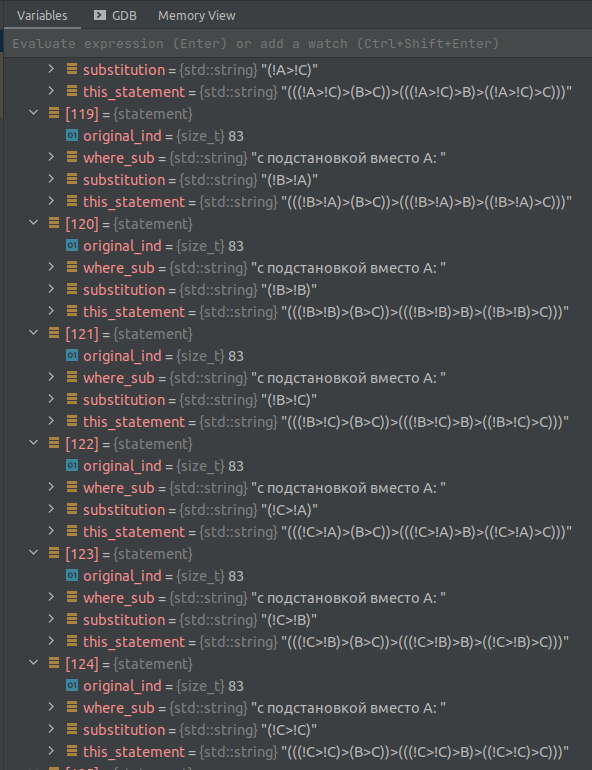 Variables GDB Memory View
Evaluate expression (Enter) or add a watch (Ctrl+Shift+Enter)
substitution = {std::string} "(!A>!C)"
this_statement = {std::string} "(((!A>!C)>(B>C))>(((!A>!C)>B)>((!A>!C)>C)))"
[119] = {statement}
01 original_ind = {size_t} 83
where_sub = {std::string} "с подстановкой вместо A: "
substitution = {std::string} "(!B>!A)"
this_statement = {std::string} "(((!B>!A)>(B>C))>(((!B>!A)>B)>((!B>!A)>C)))"
[120] = {statement}
01 original_ind = {size_t} 83
where_sub = {std::string} "с подстановкой вместо A: "
substitution = {std::string} "(!B>!B)"
this_statement = {std::string} "(((!B>!B)>(B>C))>(((!B>!B)>B)>((!B>!B)>C)))"
[121] = {statement}
01 original_ind = {size_t} 83
where_sub = {std::string} "с подстановкой вместо A: "
substitution = {std::string} "(!B>!C)"
this_statement = {std::string} "(((!B>!C)>(B>C))>(((!B>!C)>B)>((!B>!C)>C)))"
[122] = {statement}
01 original_ind = {size_t} 83
where_sub = {std::string} "с подстановкой вместо A: "
substitution = {std::string} "(!C>!A)"
this_statement = {std::string} "(((!C>!A)>(B>C))>(((!C>!A)>B)>((!C>!A)>C)))"
[123] = {statement}
01 original_ind = {size_t} 83
where_sub = {std::string} "с подстановкой вместо A: "
substitution = {std::string} "(!C>!B)"
this_statement = {std::string} "(((!C>!B)>(B>C))>(((!C>!B)>B)>((!C>!B)>C)))"
[124] = {statement}
01 original_ind = {size_t} 83
where_sub = {std::string} "с подстановкой вместо A: "
substitution = {std::string} "(!C>!C)"
this_statement = {std::string} "(((!C>!C)>(B>C))>(((!C>!C)>B)>((!C>!C)>C)))"